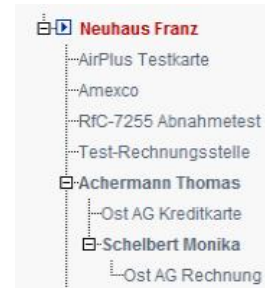 Neuhaus Franz
AirPlus Testkarte
Amexco
RfC-7255 Abnahmetest
Test-Rechnungsstelle
Achermann Thomas
Ost AG Kreditkarte
Schelbert Monika
Ost AG Rechnung